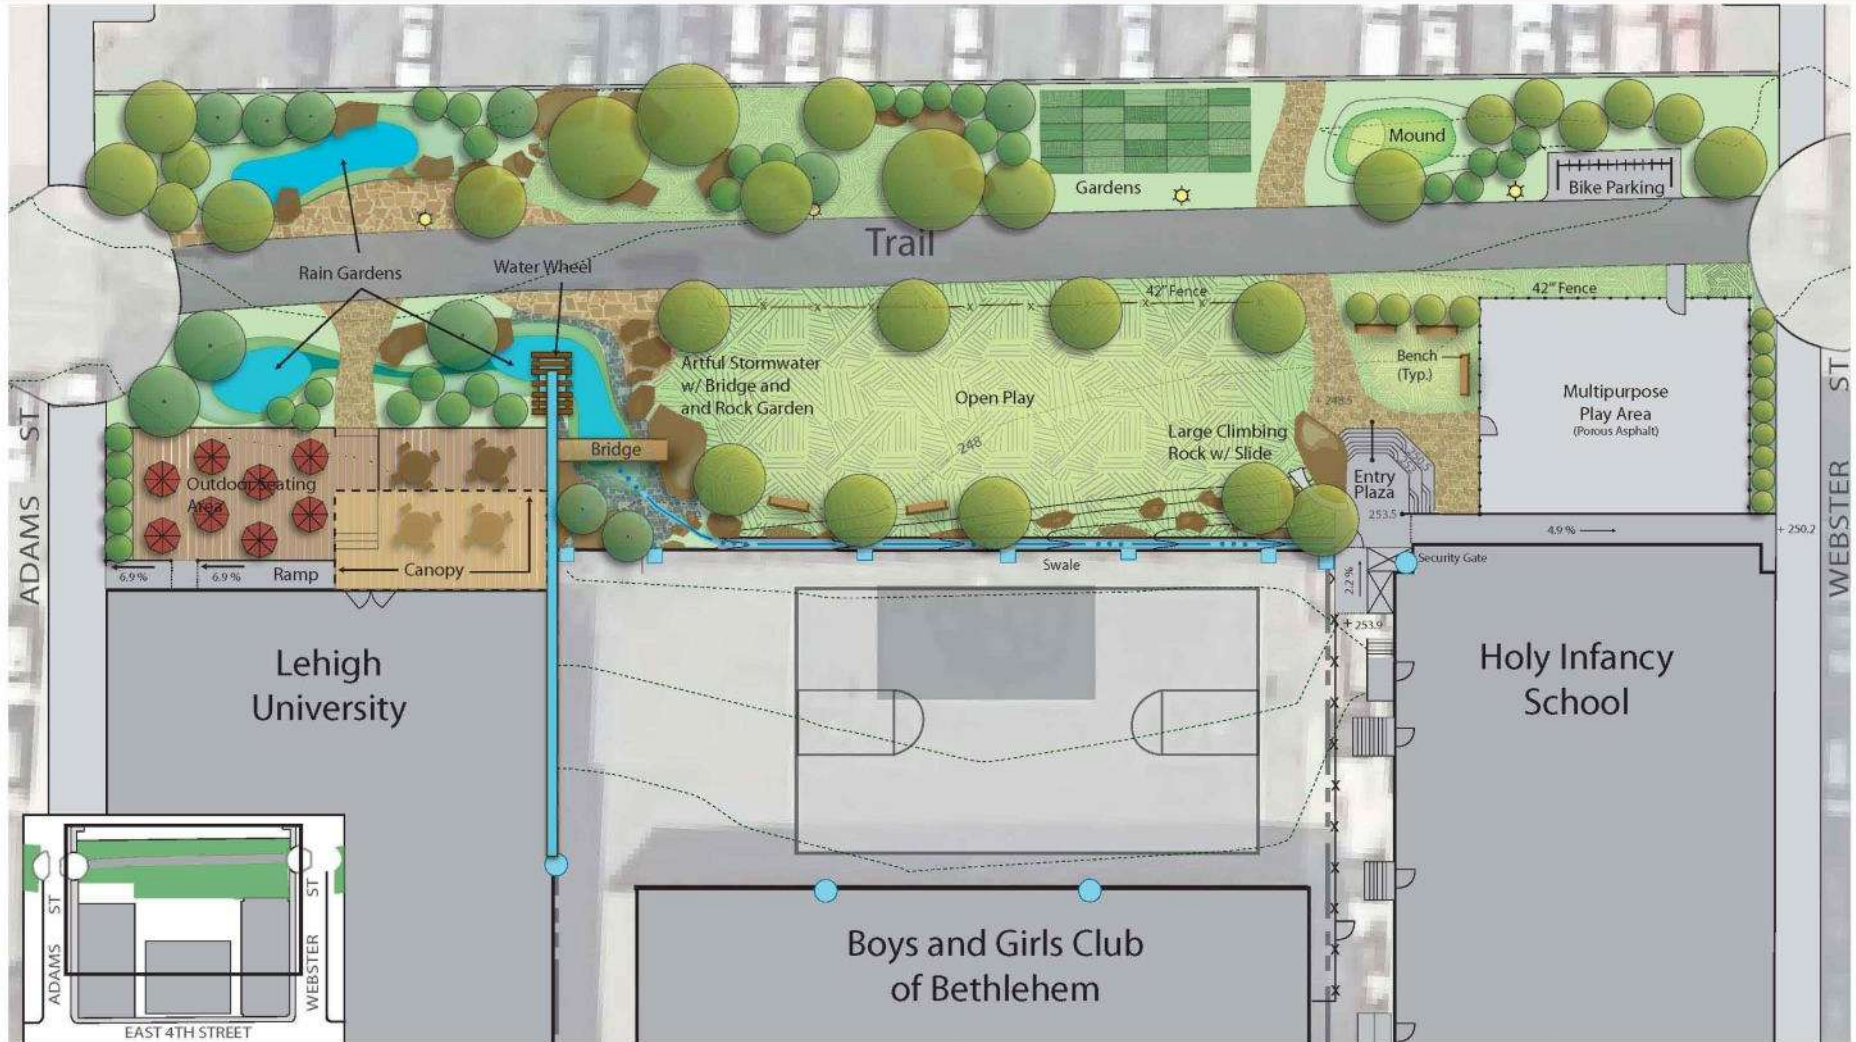 Mound
Bike Parking
Gardens
Trail
Rain Gardens
Water Wheel
42" Fence
42" Fence
Artful Stormwater
w/ Bridge and
and Rock Garden
Open Play
248
+ 248.5
Bench
(Typ.)
Multipurpose
Play Area
(Porous Asphalt)
Large Climbing
Rock w/ Slide
Bridge
Entry
Plaza
253.5
Outdoor Seating
Area
4.9 %
+ 250.2
Canopy
Ramp
6.9 %
6.9 %
Swale
Security Gate
2.2 %
+ 253.9
ADAMS ST
WEBSTER ST
Lehigh
University
Holy Infancy
School
Boys and Girls Club
of Bethlehem
ADAMS ST
WEBSTER ST
EAST 4TH STREET